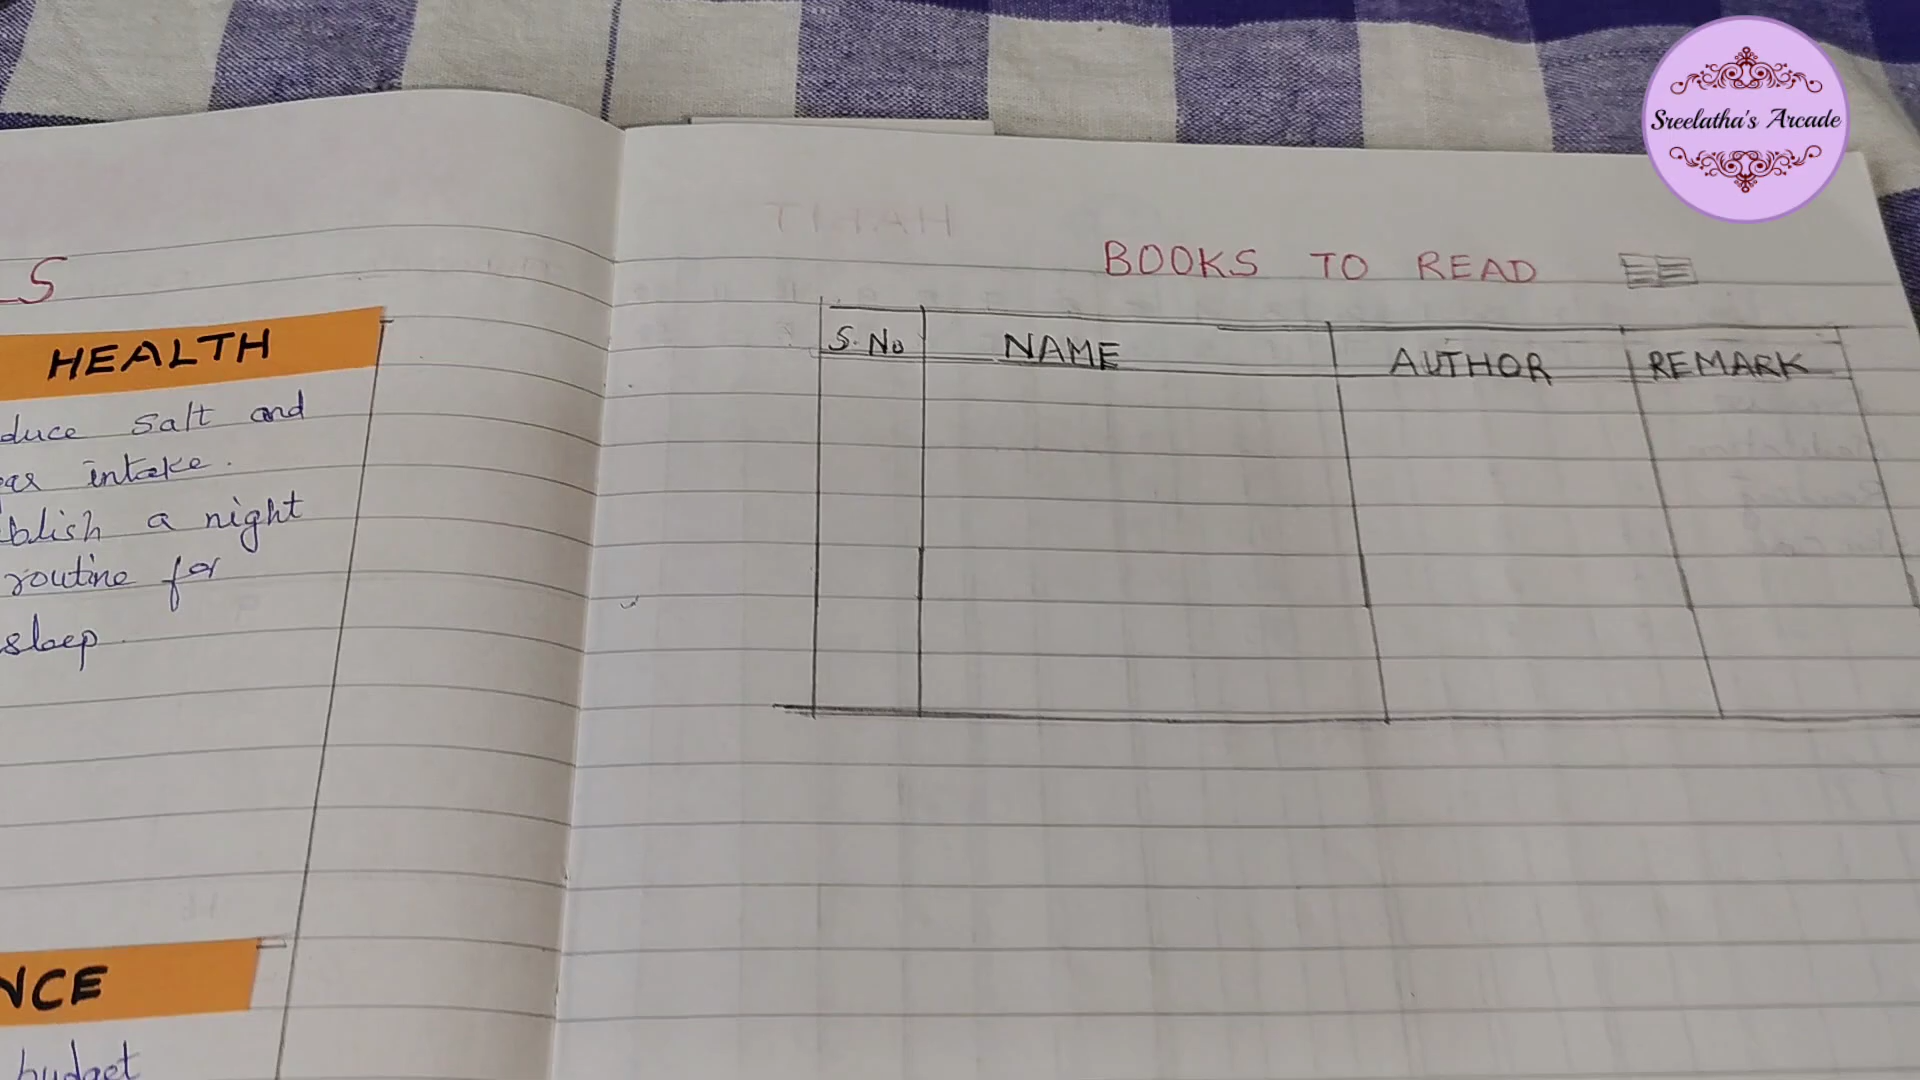 S
HEALTH
duce salt and
gar intake.
blish a night
routine for
sleep.
NCE
budget
BOOKS TO READ
S.No NAME AUTHOR REMARK
Sreelatha's Arcade